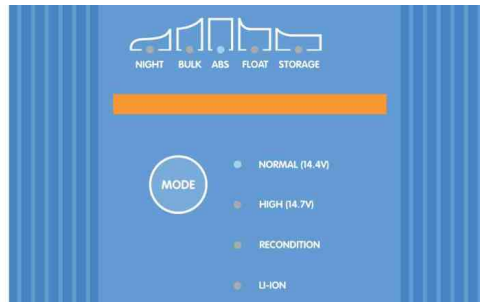 NIGHT BULK ABS FLOAT STORAGE
MODE
NORMAL (14.4V)
HIGH (14.7V)
RECONDITION
LI-ION